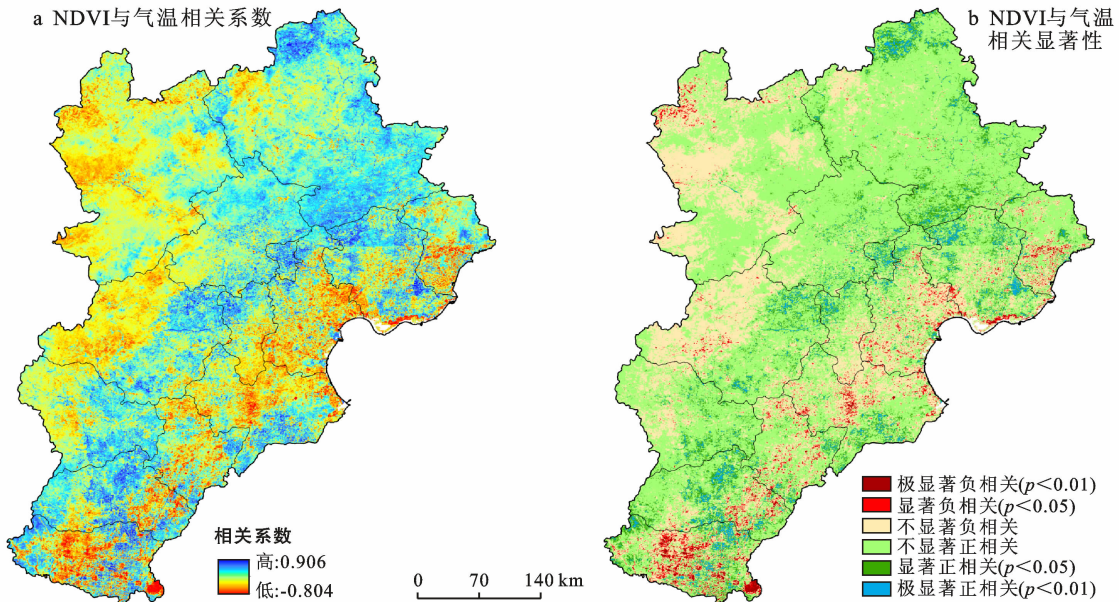 a NDVI与气温相关系数
b NDVI与气温
相关显著性
相关系数
高:0.906
低:-0.804
0 70 140 km
极显著负相关(p<0.01)
显著负相关(p<0.05)
不显著负相关
不显著正相关
显著正相关(p<0.05)
极显著正相关(p<0.01)